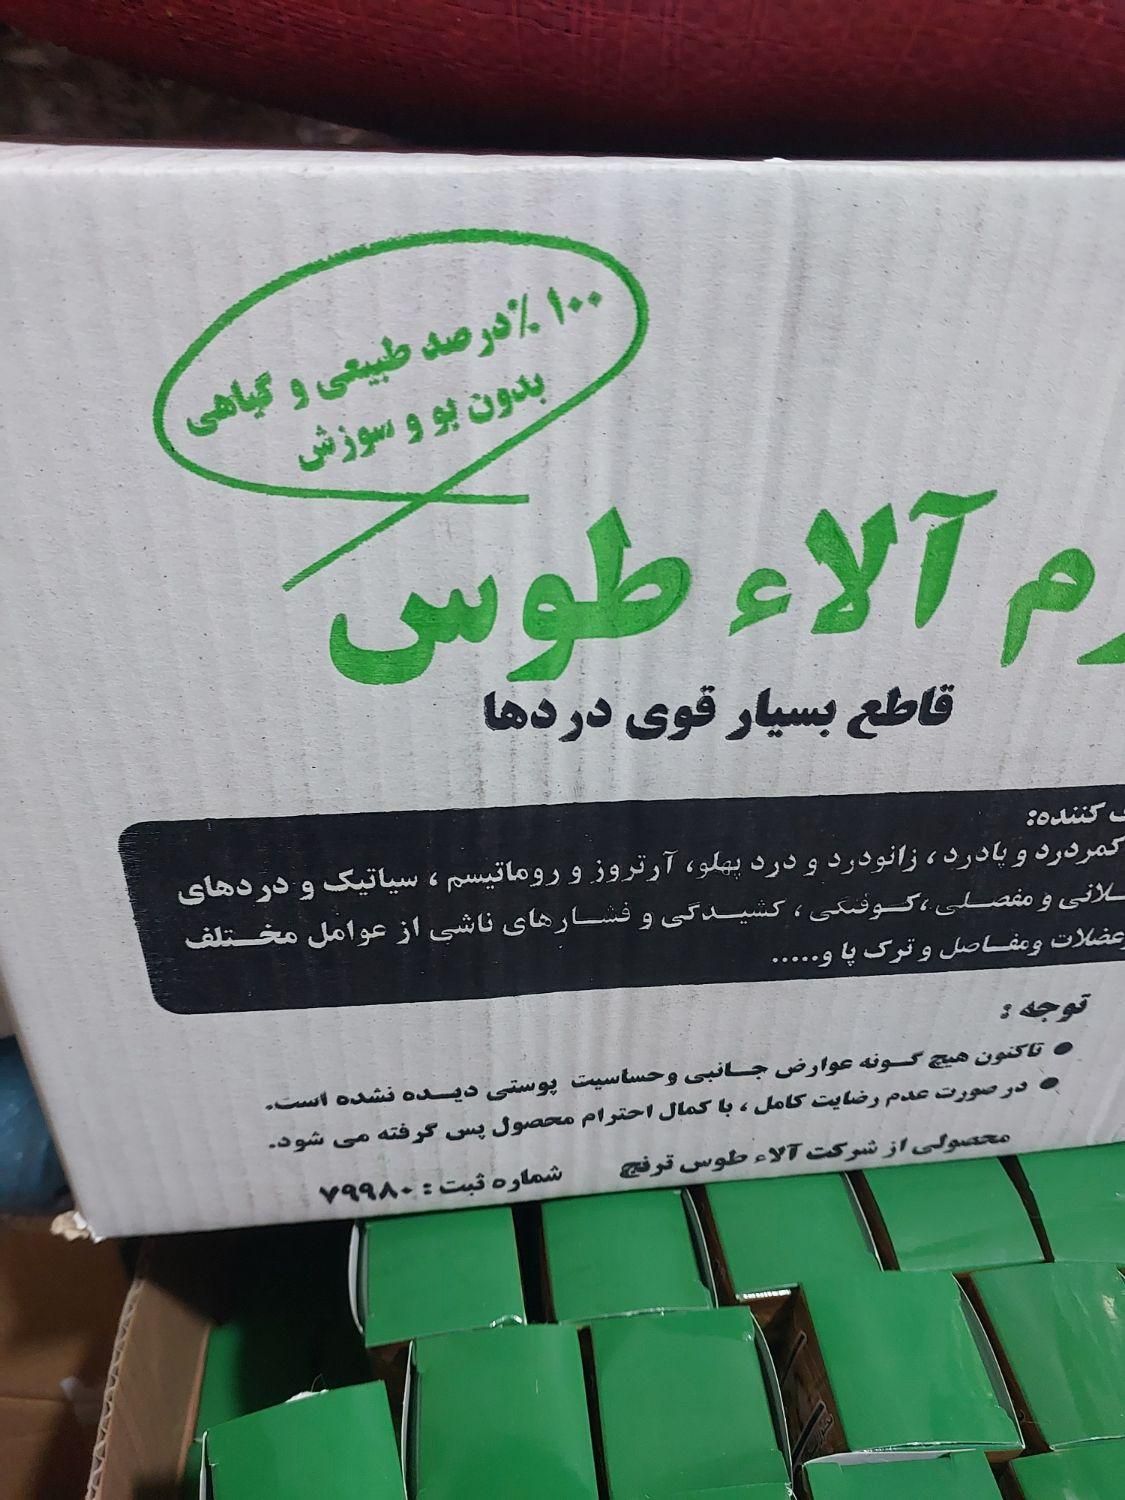 ۱۰۰٪ درصد طبیعی و گیاهی
بدون بو و سوزش
آلاء طوس
قاطع بسیار قوی دردها
کننده:
کمردرد و پادرد، زانودرد و درد پهلو، آرتروز و روماتیسم، سیاتیک و دردهای
و مفصلی، کوفتگی، کشیدگی و فشارهای ناشی از عوامل مختلف
عضلات ومفاصل و ترک پا و.....
توجه :
● تاکنون هیچ گونه عوارض جانبی وحساسیت پوستی دیده نشده است.
● در صورت عدم رضایت کامل، با کمال احترام محصول پس گرفته می شود.
محصولی از شرکت آلاء طوس ترنج شماره ثبت : ۷۹۹۸۰